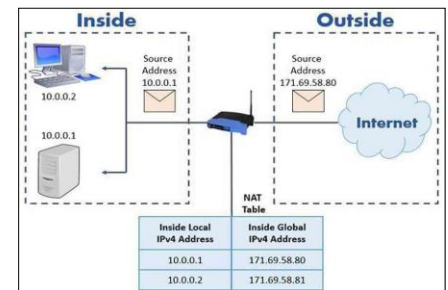 Inside
Outside
Source
Address
10.0.0.1
Source
Address
171.69.58.80
10.0.0.2
10.0.0.1
Internet
NAT
Table
Inside Local
IPv4 Address
Inside Global
IPv4 Address
10.0.0.1
171.69.58.80
10.0.0.2
171.69.58.81